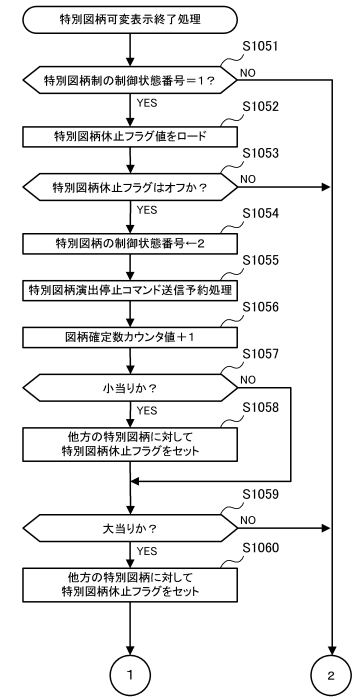 特別図柄可変表示終了処理
S1051
特別図柄制の制御状態番号＝1？
NO
YES
S1052
特別図柄休止フラグ値をロード
S1053
特別図柄休止フラグはオフか？
NO
YES
S1054
特別図柄の制御状態番号←2
S1055
特別図柄演出停止コマンド送信予約処理
S1056
図柄確定数カウンタ値＋1
S1057
小当りか？
NO
YES
S1058
他方の特別図柄に対して
特別図柄休止フラグをセット
S1059
大当りか？
NO
YES
S1060
他方の特別図柄に対して
特別図柄休止フラグをセット
1
2